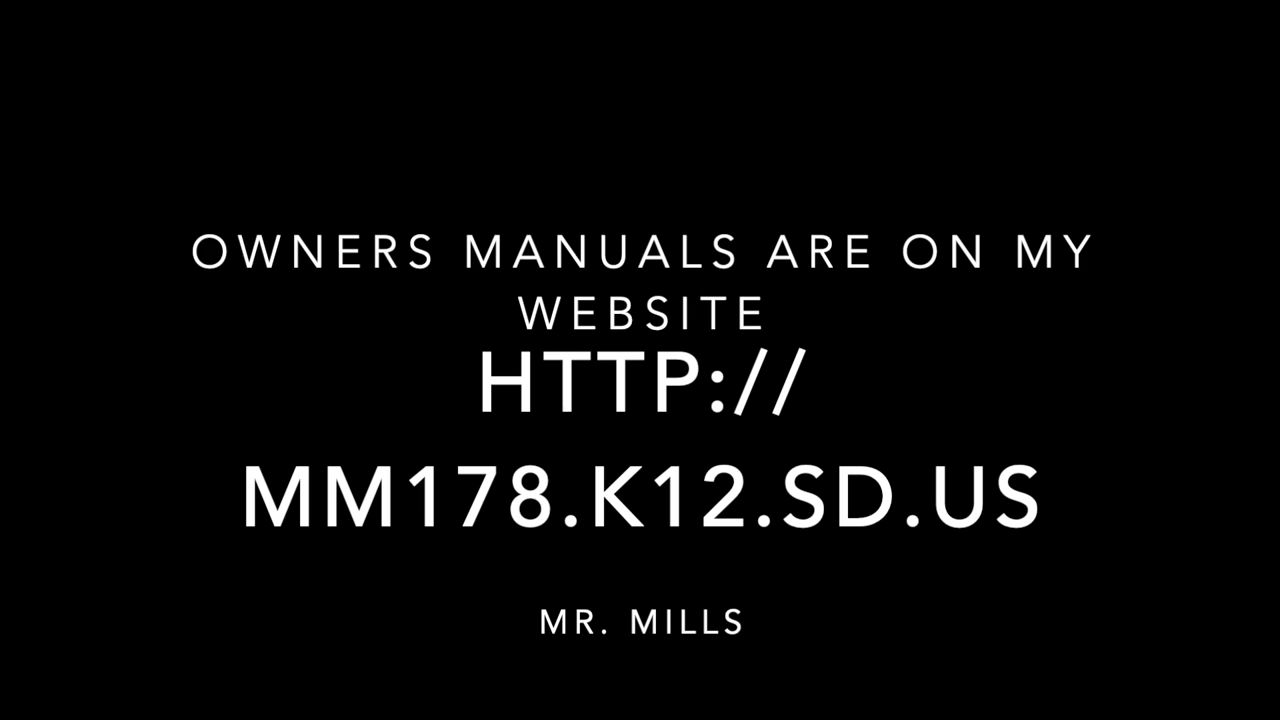 OWNERS MANUALS ARE ON MY
WEBSITE
HTTP://
MM178.K12.SD.US
MR. MILLS